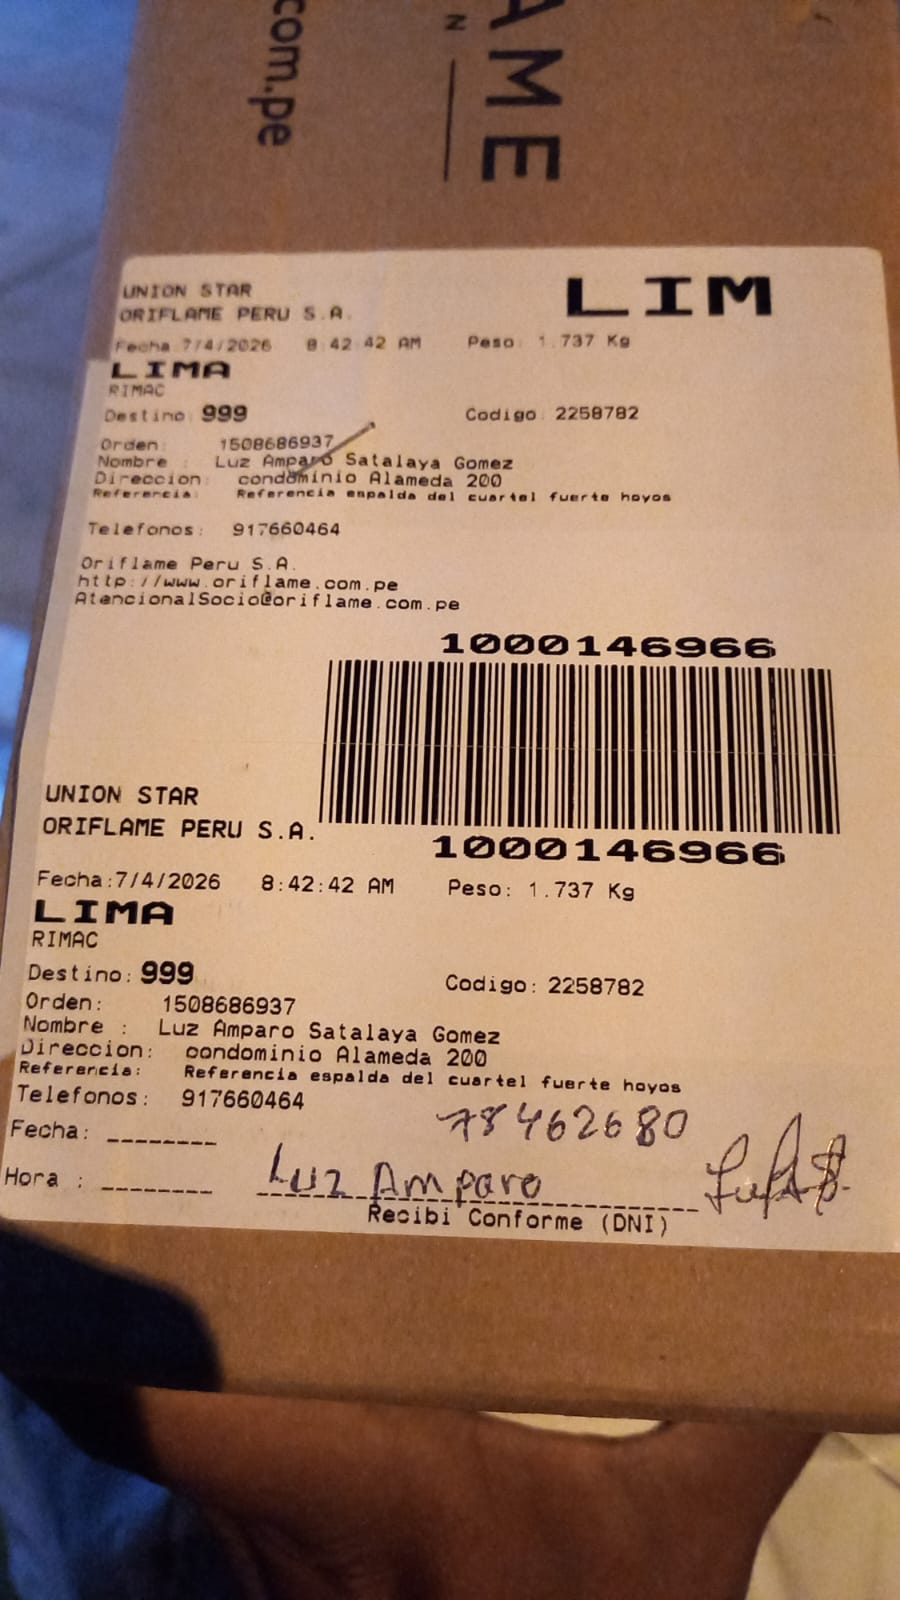 com.pe
N
AME
UNION STAR
ORIFLAME PERU S.A.
LIM
Fecha 7/4/2026 8:42:42 AM Peso: 1.737 Kg
LIMA
RIMAC
Destino: 999 Codigo: 2258782
Orden: 1508686937
Nombre : Luz Amparo Satalaya Gomez
Direccion: condominio Alameda 200
Referencia: Referencia espalda del cuartel fuerte hoyos
Telefonos: 917660464
Oriflame Peru S.A.
http://www.oriflame.com.pe
AtencionalSocio@oriflame.com.pe
1000146966
1000146966
UNION STAR
ORIFLAME PERU S.A.
Fecha:7/4/2026 8:42:42 AM Peso: 1.737 Kg
LIMA
RIMAC
Destino: 999 Codigo: 2258782
Orden: 1508686937
Nombre : Luz Amparo Satalaya Gomez
Direccion: condominio Alameda 200
Referencia: Referencia espalda del cuartel fuerte hoyos
Telefonos: 917660464
78462680
Fecha: ________
Hora : ________ Luz Amparo
Recibi Conforme (DNI)